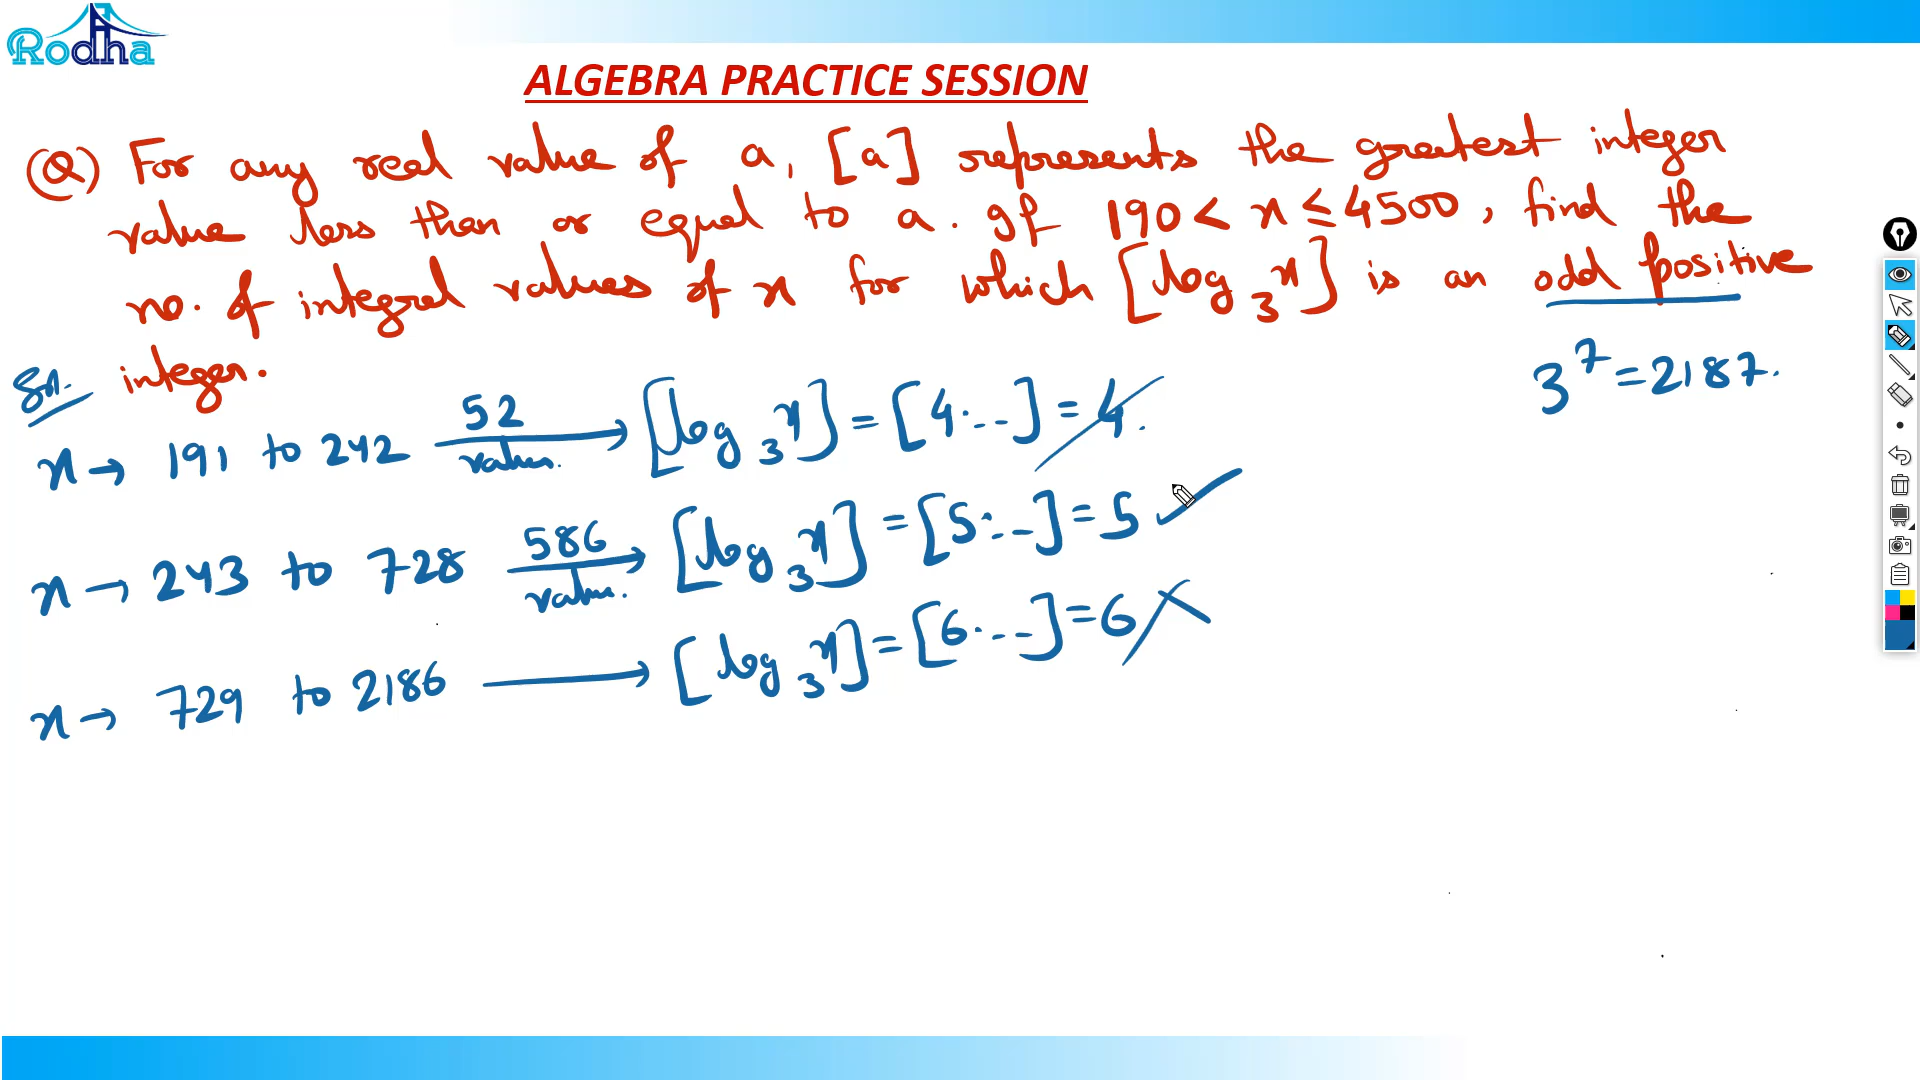 Rodha
ALGEBRA PRACTICE SESSION
(Q) For any real value of a, [a] represents the greatest integer
value less than or equal to a. If 190 < x ≤ 4500, find the
no. of integral values of x for which [log₃x] is an odd positive
integer.
Sol.
3⁷ = 2187.
x → 191 to 242 52 values. → [log₃x] = [4.---] = 4.
x → 243 to 728 586 values. → [log₃x] = [5.---] = 5 ✓
x → 729 to 2186 → [log₃x] = [6.---] = 6 ✗